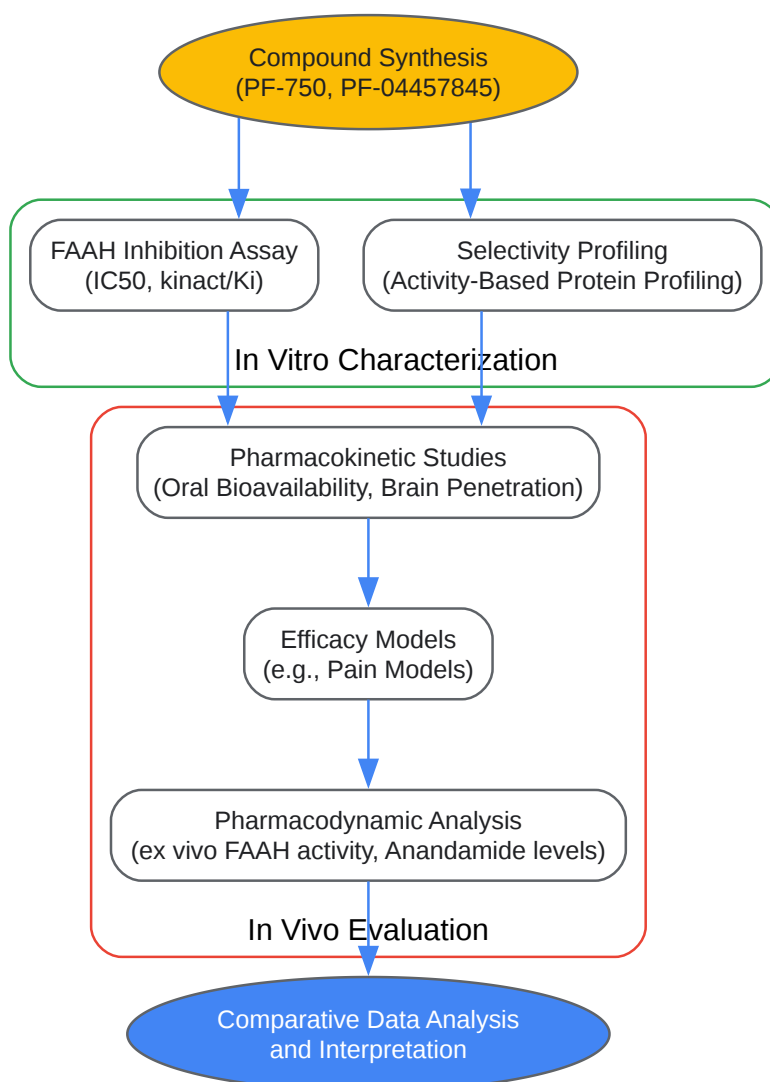 Compound Synthesis
(PF-750, PF-04457845)
FAAH Inhibition Assay
(IC50, kinact/Ki)
Selectivity Profiling
(Activity-Based Protein Profiling)
In Vitro Characterization
Pharmacokinetic Studies
(Oral Bioavailability, Brain Penetration)
Efficacy Models
(e.g., Pain Models)
Pharmacodynamic Analysis
(ex vivo FAAH activity, Anandamide levels)
In Vivo Evaluation
Comparative Data Analysis
and Interpretation